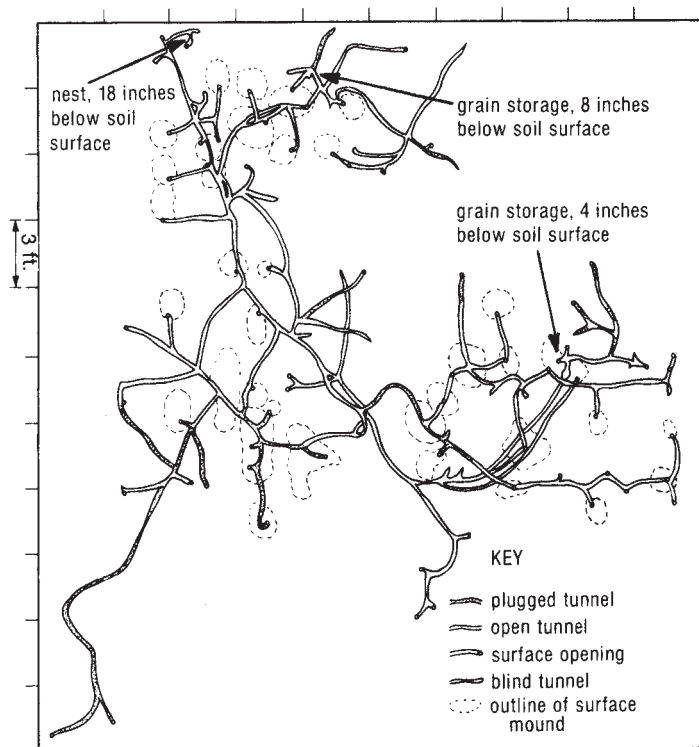 nest, 18 inches
below soil
surface
grain storage, 8 inches
below soil surface
grain storage, 4 inches
below soil surface
3 ft.
KEY
plugged tunnel
open tunnel
surface opening
blind tunnel
outline of surface
mound